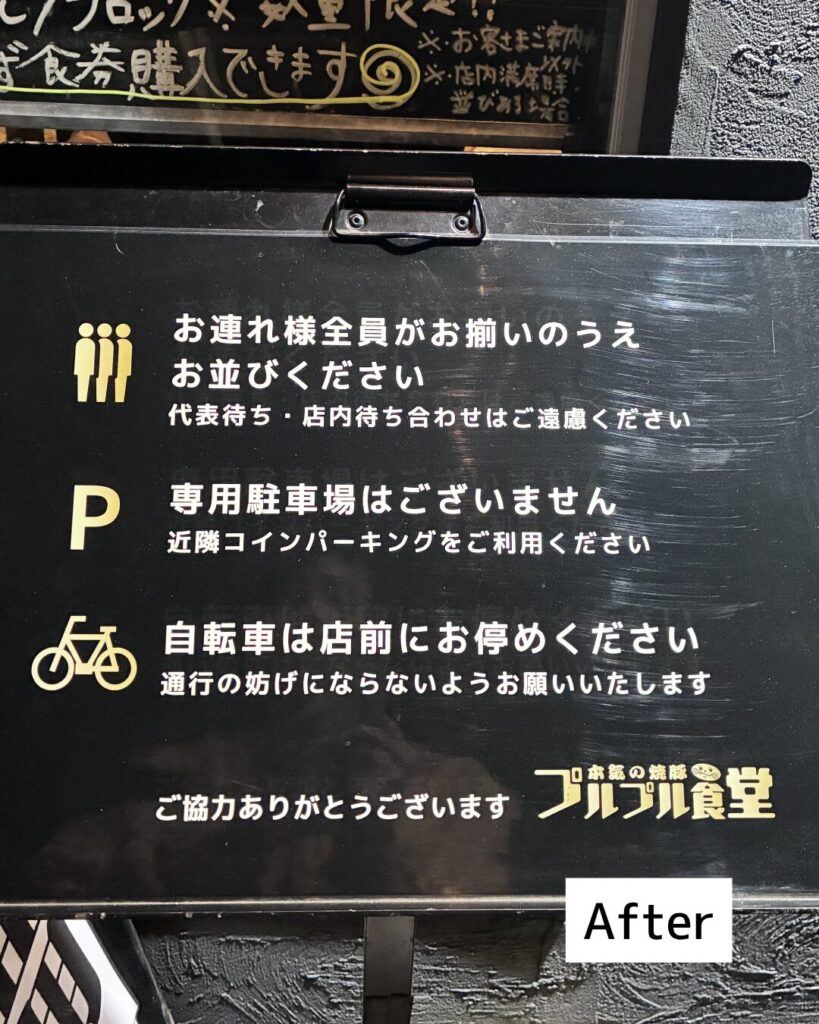 ブロック
数量限定!!
食券購入できます
※お客さまご案内
※店内満席時
並びある場合
お連れ様全員がお揃いのうえ
お並びください
代表待ち・店内待ち合わせはご遠慮ください
P
専用駐車場はございません
近隣コインパーキングをご利用ください
自転車は店前にお停めください
通行の妨げにならないようお願いいたします
ご協力ありがとうございます
本気の焼豚
プルプル食堂
After